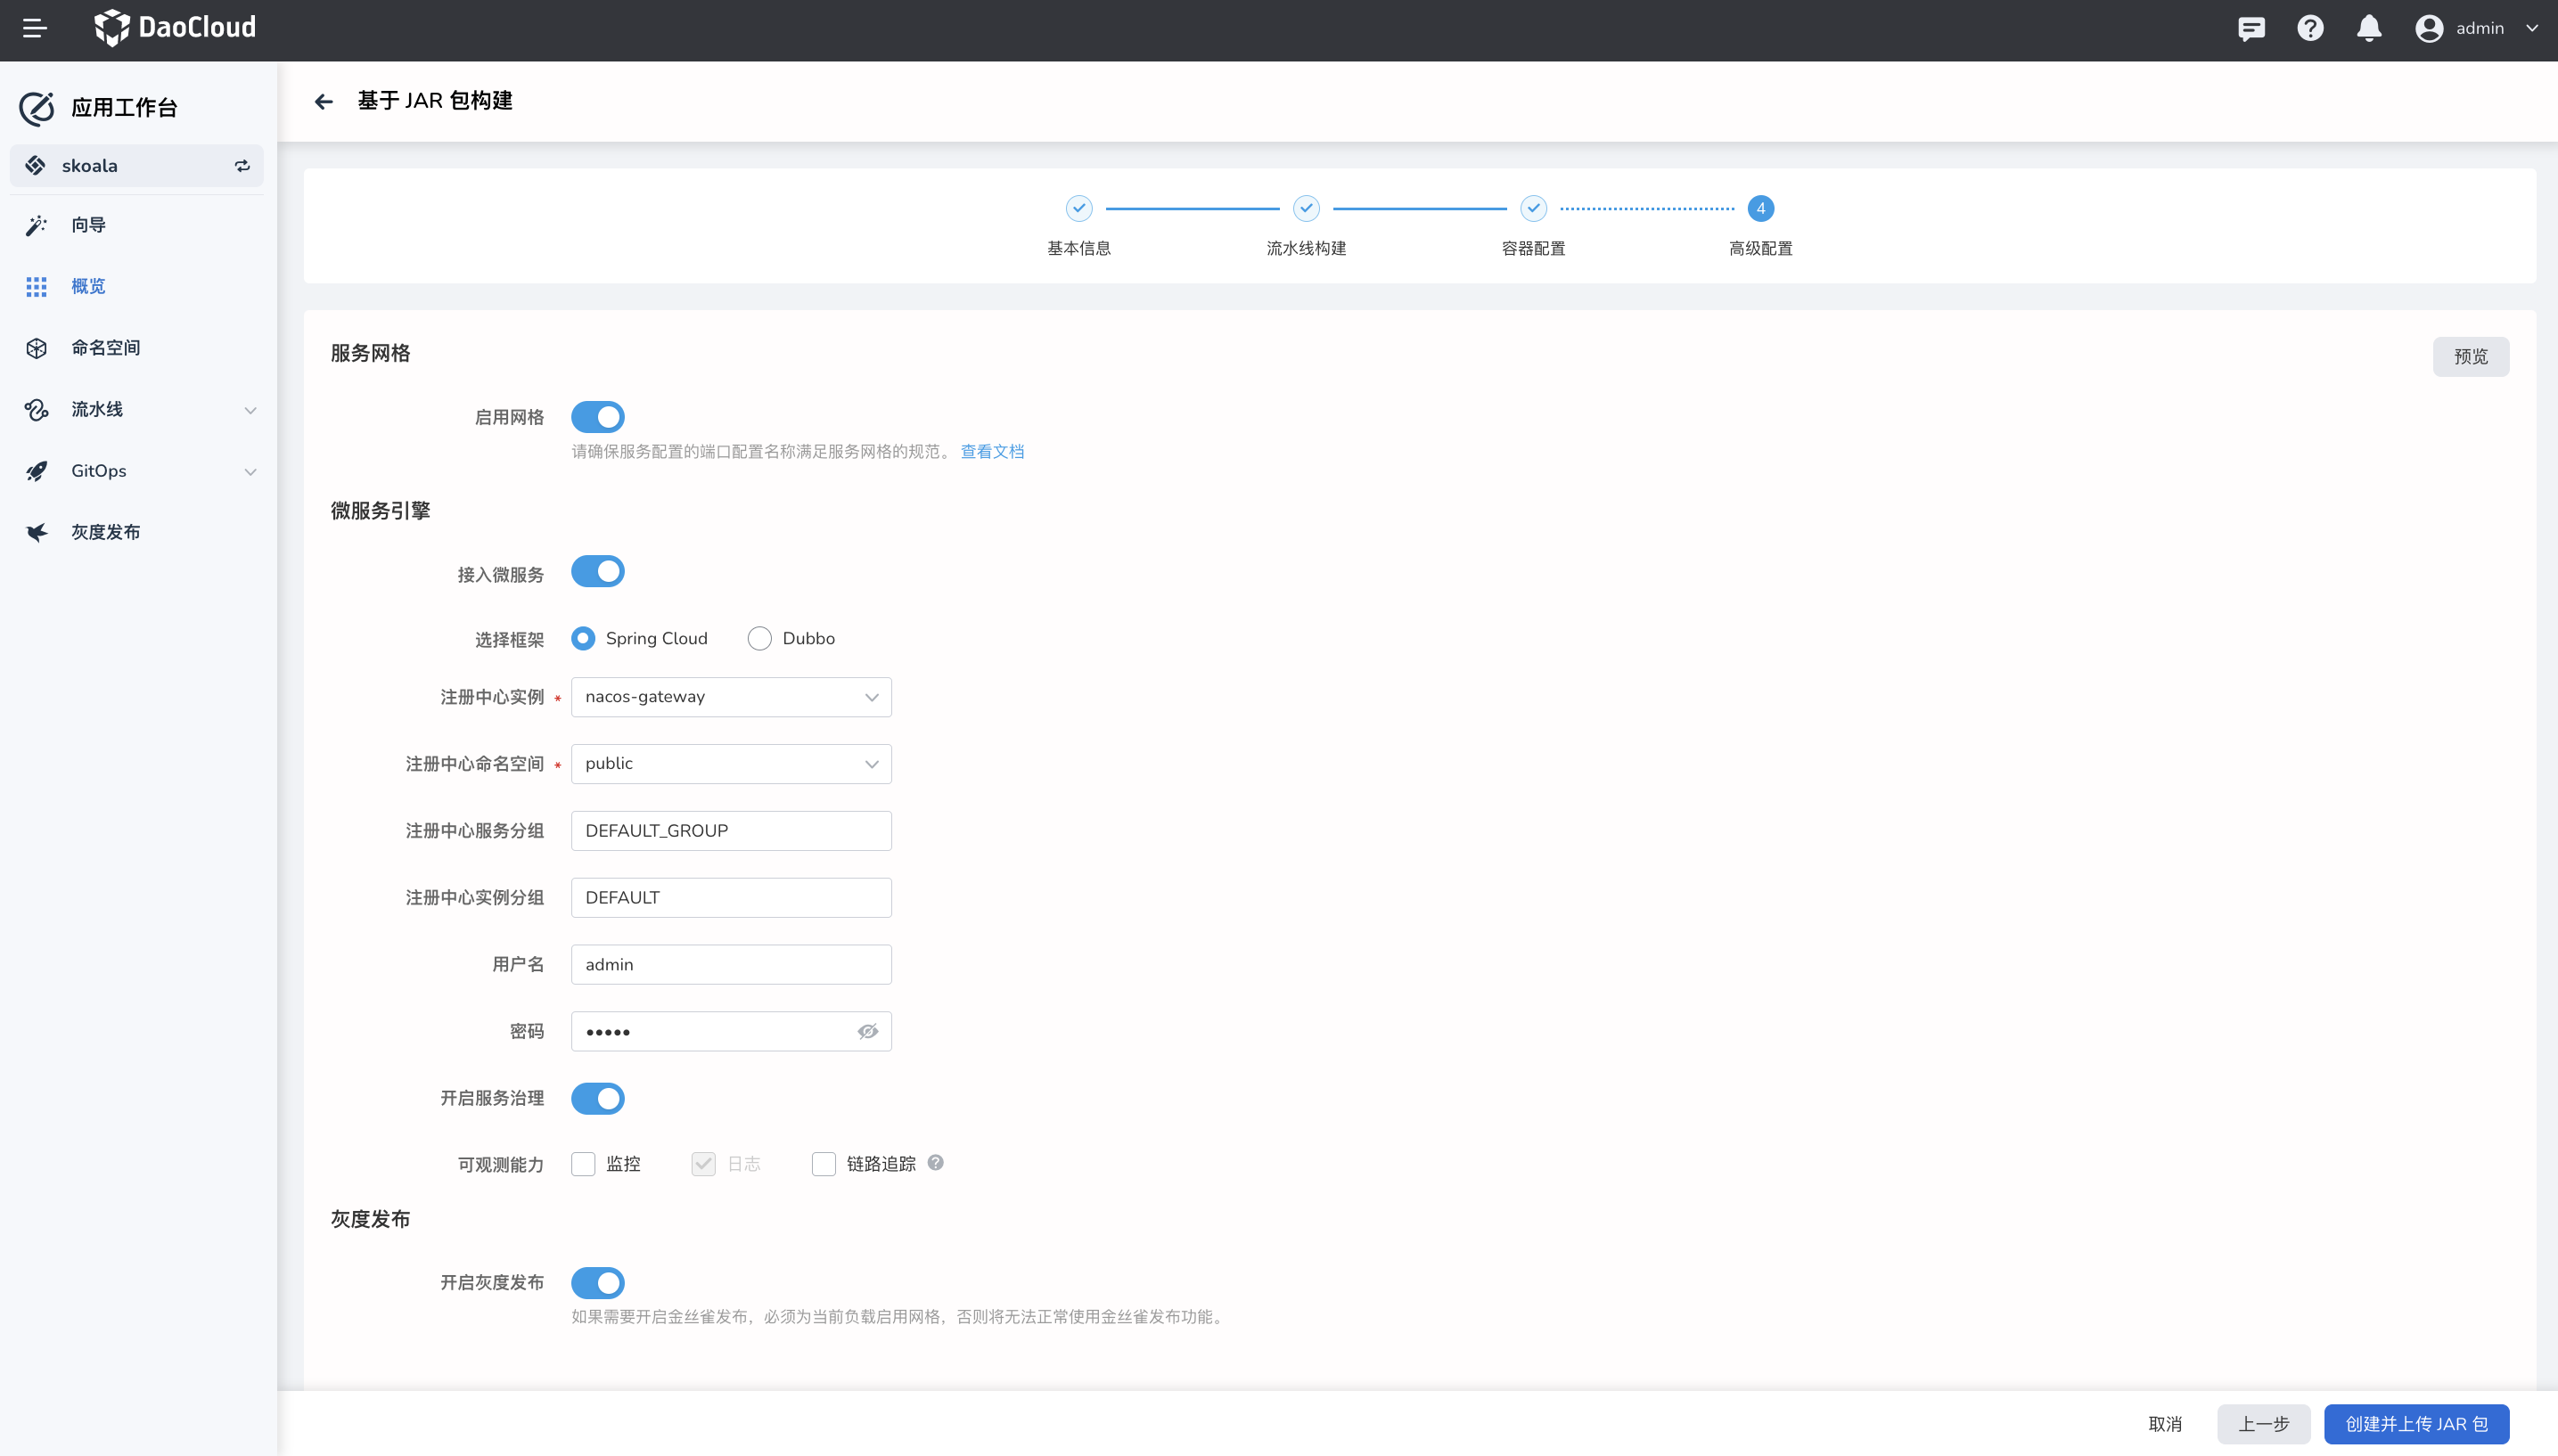 DaoCloud
admin
应用工作台
skoala
向导
概览
命名空间
流水线
GitOps
灰度发布
基于 JAR 包构建
基本信息
流水线构建
容器配置
4
高级配置
服务网格
预览
启用网格
请确保服务配置的端口配置名称满足服务网格的规范。 查看文档
微服务引擎
接入微服务
选择框架 Spring Cloud Dubbo
注册中心实例 * nacos-gateway
注册中心命名空间 * public
注册中心服务分组 DEFAULT_GROUP
注册中心实例分组 DEFAULT
用户名 admin
密码 •••••
开启服务治理
可观测能力 监控 日志 链路追踪 ?
灰度发布
开启灰度发布
如果需要开启金丝雀发布，必须为当前负载启用网格，否则将无法正常使用金丝雀发布功能。
取消 上一步 创建并上传 JAR 包